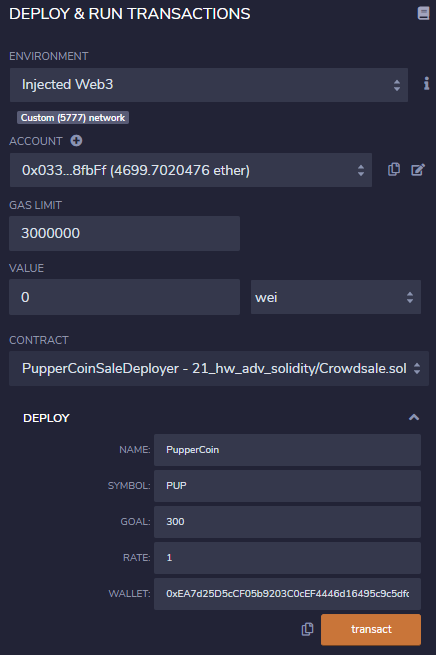 DEPLOY & RUN TRANSACTIONS
ENVIRONMENT
Injected Web3
Custom (5777) network
ACCOUNT
0x033...8fbFf (4699.7020476 ether)
GAS LIMIT
3000000
VALUE
0 wei
CONTRACT
PupperCoinSaleDeployer - 21_hw_adv_solidity/Crowdsale.sol
DEPLOY
NAME: PupperCoin
SYMBOL: PUP
GOAL: 300
RATE: 1
WALLET: 0xEA7d25D5cCF05b9203C0cEF4446d16495c9c5dfc
transact